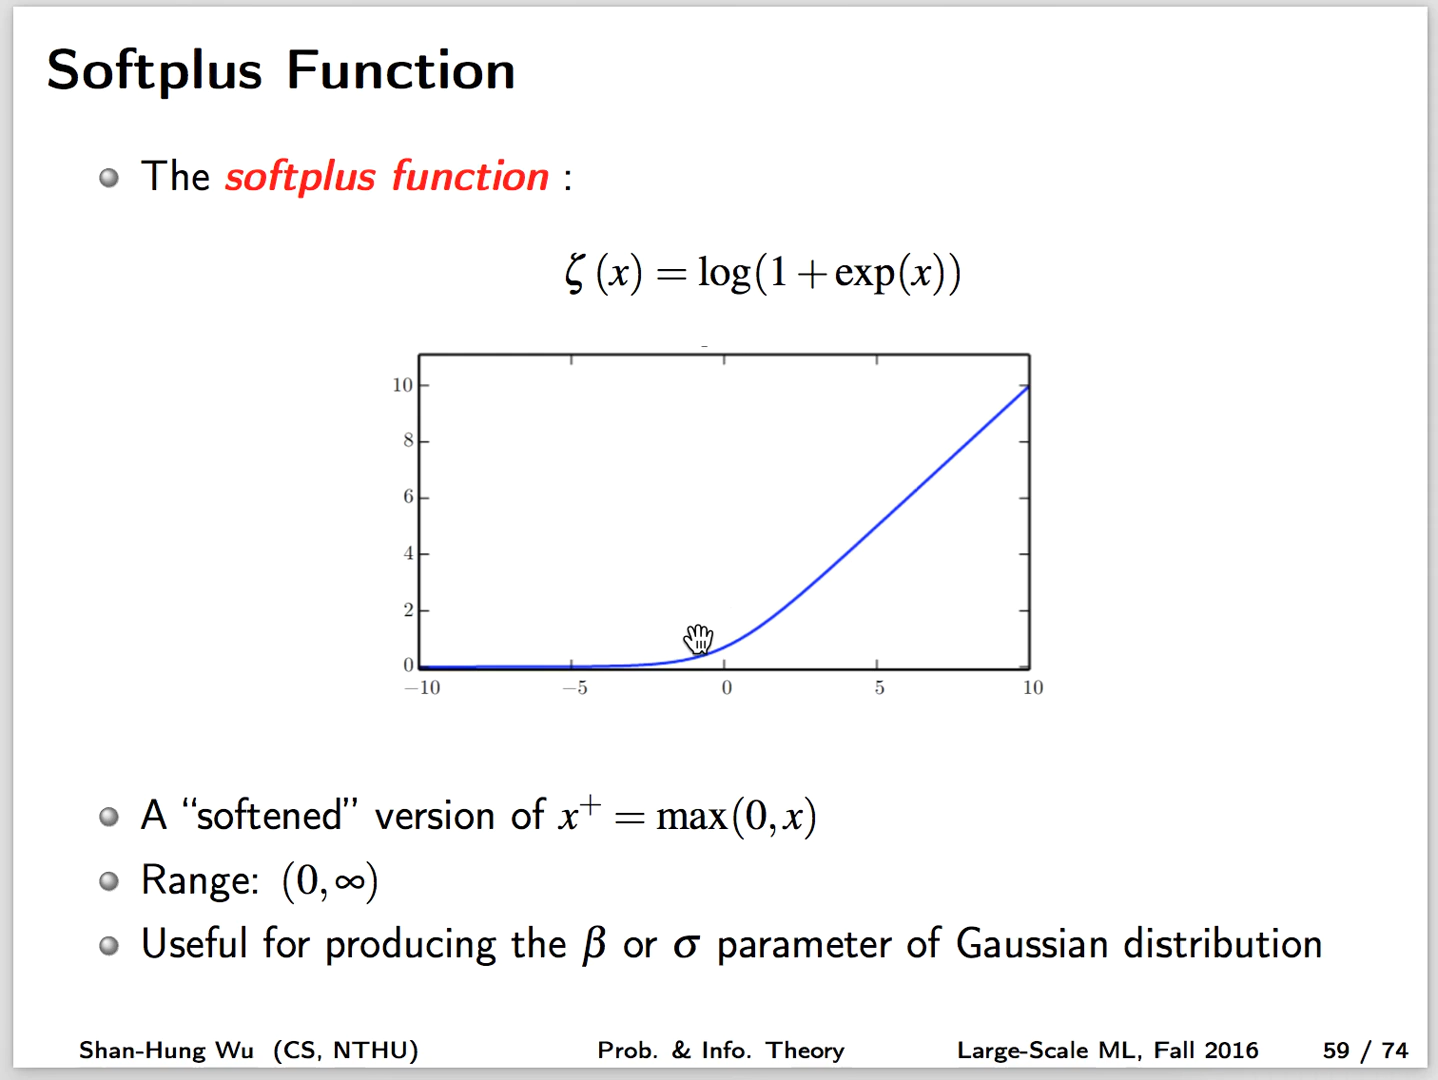 Softplus Function
The softplus function :
ζ (x) = log(1 + exp(x))
10
8
6
4
2
0
−10 −5 0 5 10
A “softened” version of x⁺ = max(0, x)
Range: (0, ∞)
Useful for producing the β or σ parameter of Gaussian distribution
Shan-Hung Wu (CS, NTHU) Prob. & Info. Theory Large-Scale ML, Fall 2016 59 / 74